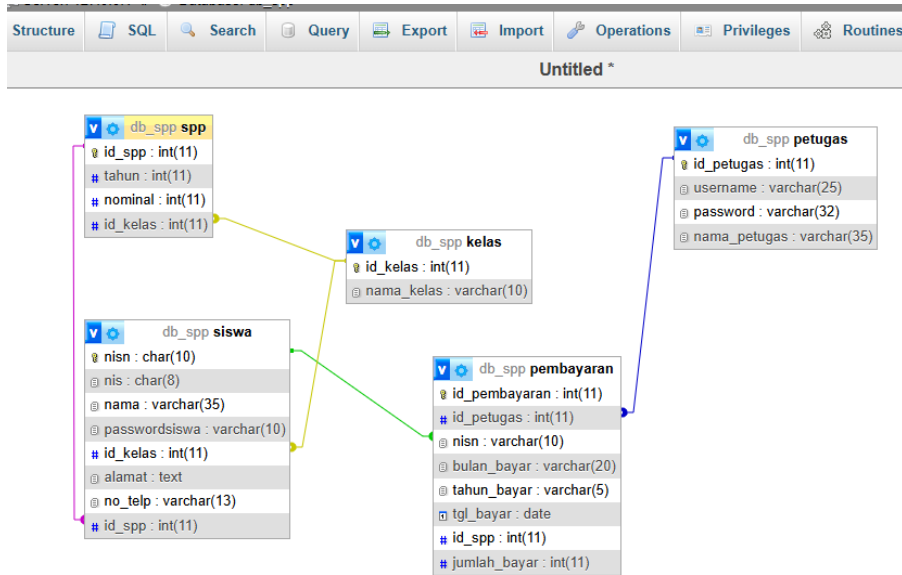 Structure SQL Search Query Export Import Operations Privileges Routines
Untitled *
db_spp spp
id_spp : int(11)
tahun : int(11)
nominal : int(11)
id_kelas : int(11)
db_spp petugas
id_petugas : int(11)
username : varchar(25)
password : varchar(32)
nama_petugas : varchar(35)
db_spp kelas
id_kelas : int(11)
nama_kelas : varchar(10)
db_spp siswa
nisn : char(10)
nis : char(8)
nama : varchar(35)
passwordsiswa : varchar(10)
id_kelas : int(11)
alamat : text
no_telp : varchar(13)
id_spp : int(11)
db_spp pembayaran
id_pembayaran : int(11)
id_petugas : int(11)
nisn : varchar(10)
bulan_bayar : varchar(20)
tahun_bayar : varchar(5)
tgl_bayar : date
id_spp : int(11)
jumlah_bayar : int(11)